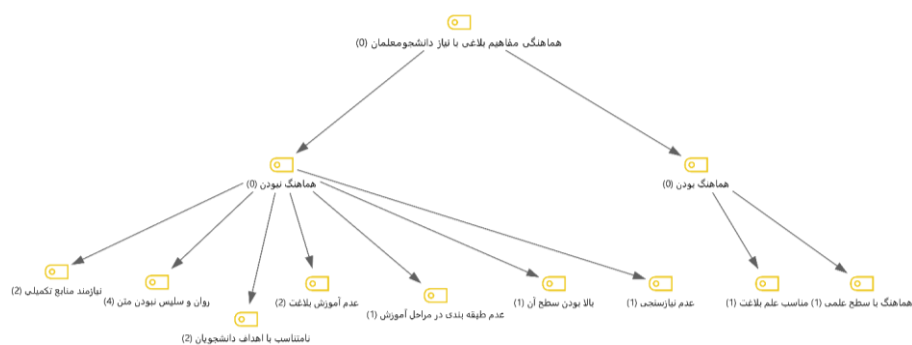 هماهنگی مفاهیم بلاغی با نیاز دانشجومعلمان (0)
هماهنگ بودن (0)
هماهنگ نبودن (0)
هماهنگ با سطح علمی (1)
مناسب علم بلاغت (1)
عدم نیازسنجی (1)
بالا بودن سطح آن (1)
عدم طبقه بندی در مراحل آموزش (1)
عدم آموزش بلاغت (2)
نامتناسب با اهداف دانشجویان (2)
روان و سلیس نبودن متن (4)
نیازمند منابع تکمیلی (2)